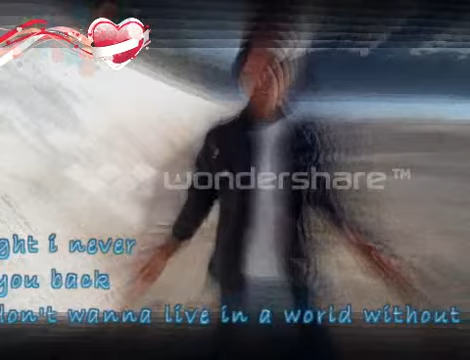 wondershare™
ght i never
you back
don't wanna live in a world without